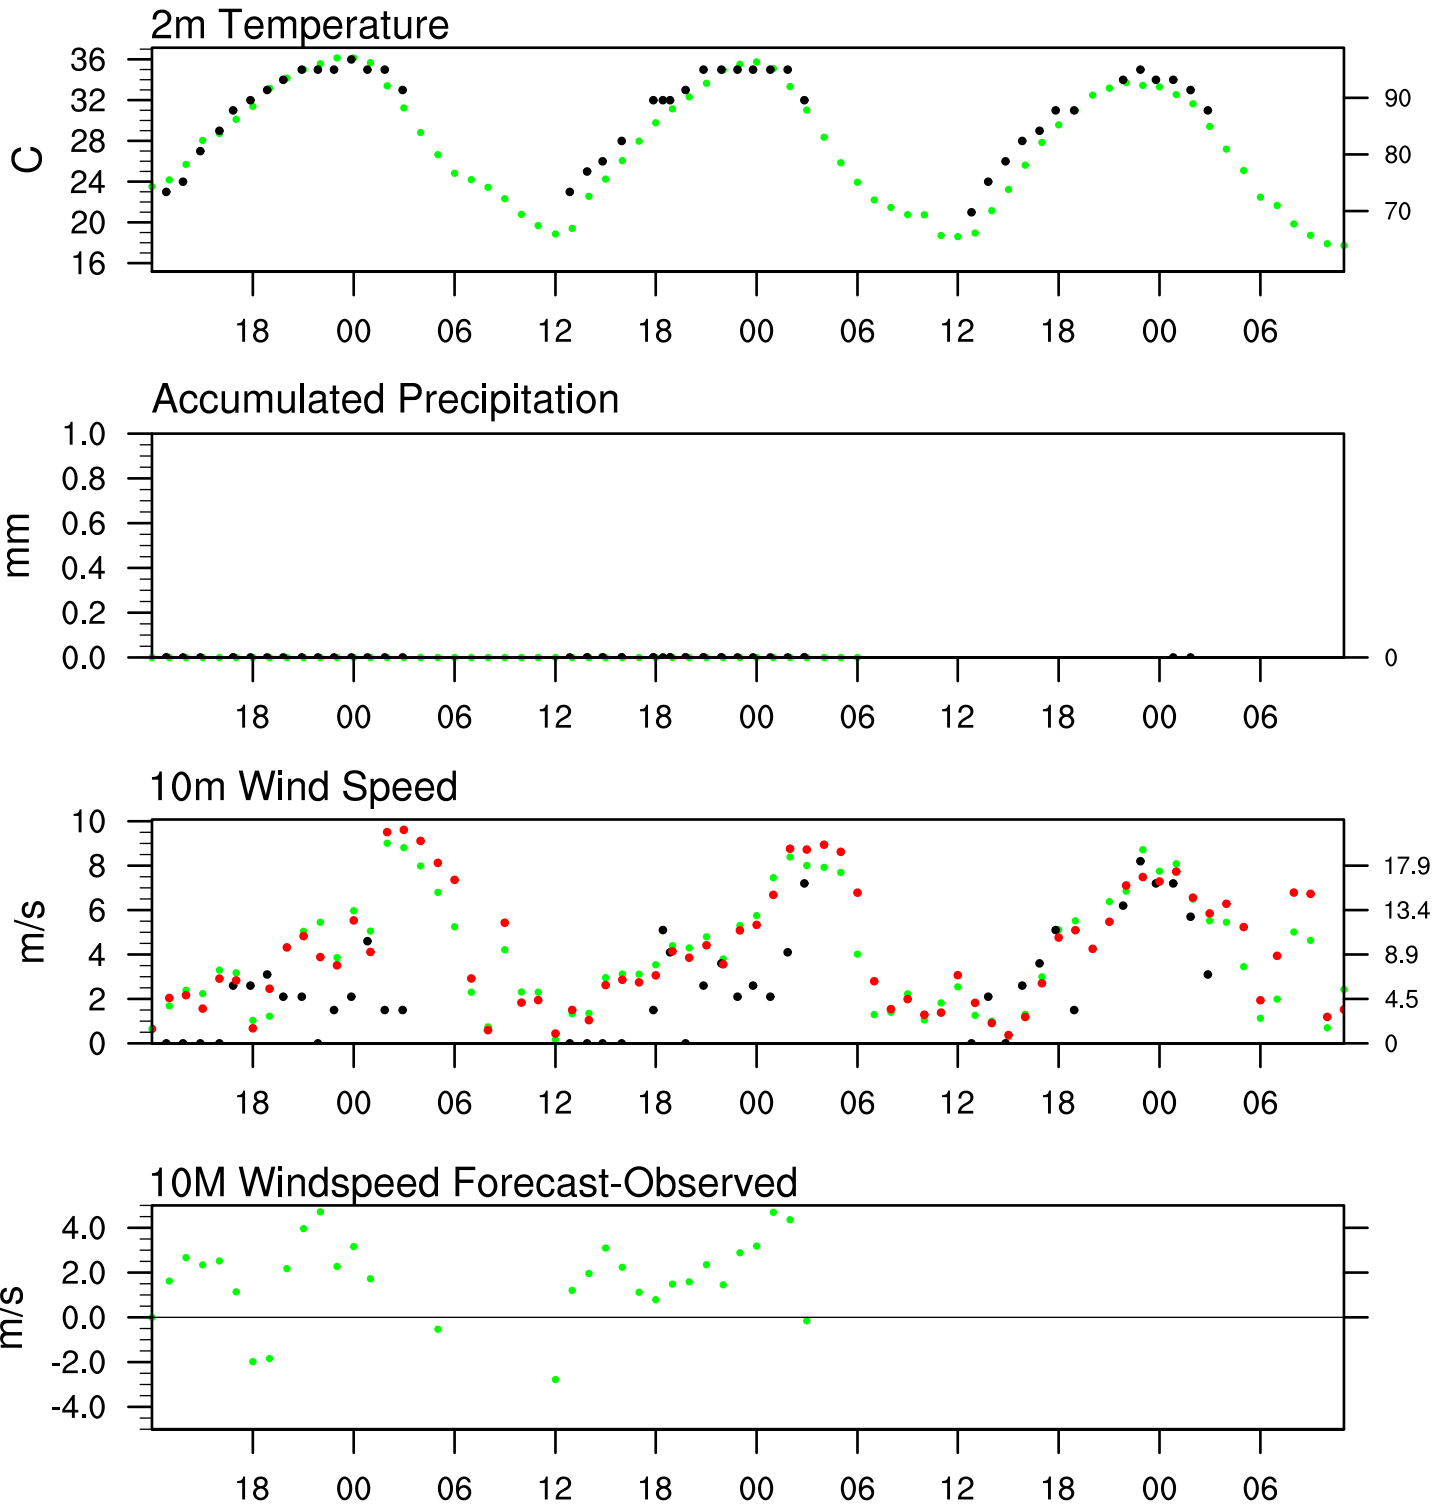 2m Temperature
36
32
28
24
20
16
C
90
80
70
18 00 06 12 18 00 06 12 18 00 06
Accumulated Precipitation
1.0
0.8
0.6
0.4
0.2
0.0
mm
0
18 00 06 12 18 00 06 12 18 00 06
10m Wind Speed
10
8
6
4
2
0
m/s
17.9
13.4
8.9
4.5
0
18 00 06 12 18 00 06 12 18 00 06
10M Windspeed Forecast-Observed
4.0
2.0
0.0
-2.0
-4.0
m/s
18 00 06 12 18 00 06 12 18 00 06